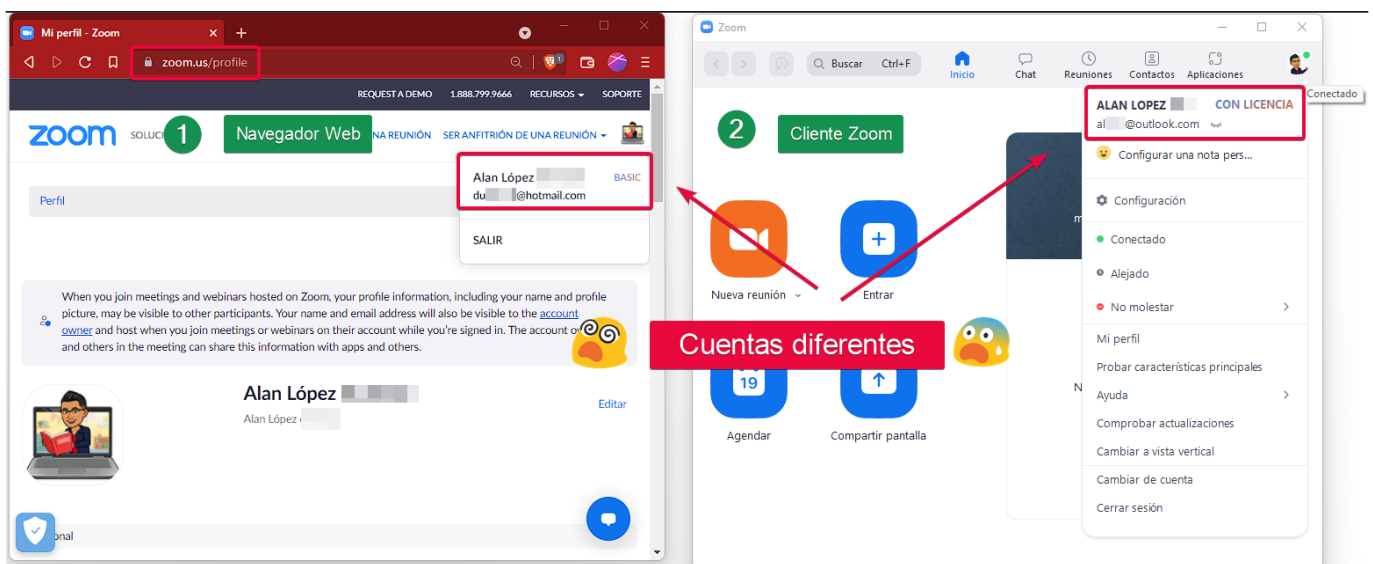 Mi perfil - Zoom
zoom.us/profile
REQUEST A DEMO 1.888.799.9666 RECURSOS SOPORTE
zoom SOLUCI 1 Navegador Web NA REUNIÓN SER ANFITRIÓN DE UNA REUNIÓN
Alan López BASIC
du @hotmail.com
SALIR
Perfil
When you join meetings and webinars hosted on Zoom, your profile information, including your name and profile
picture, may be visible to other participants. Your name and email address will also be visible to the account
owner and host when you join meetings or webinars on their account while you're signed in. The account o
and others in the meeting can share this information with apps and others.
Alan López
Alan López
Editar
onal
Cuentas diferentes
Zoom
Buscar Ctrl+F
Inicio
Chat
Reuniones
Contactos
Aplicaciones
Conectado
2 Cliente Zoom
ALAN LOPEZ CON LICENCIA
al @outlook.com
Configurar una nota pers...
Configuración
Conectado
Alejado
No molestar
Mi perfil
Probar características principales
Ayuda
Comprobar actualizaciones
Cambiar a vista vertical
Cambiar de cuenta
Cerrar sesión
Nueva reunión
Entrar
19
Agendar
Compartir pantalla
m
N